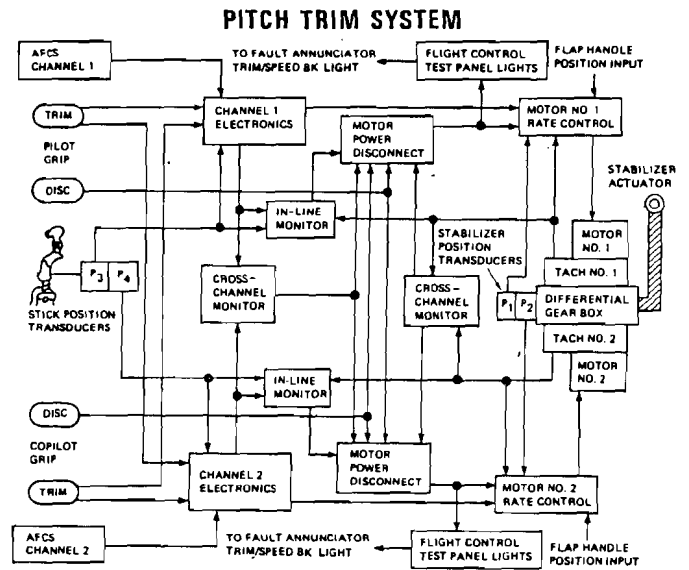 PITCH TRIM SYSTEM
AFCS
CHANNEL 1
TO FAULT ANNUNCIATOR
TRIM/SPEED BK LIGHT
FLIGHT CONTROL
TEST PANEL LIGHTS
FLAP HANDLE
POSITION INPUT
TRIM
CHANNEL 1
ELECTRONICS
MOTOR
POWER
DISCONNECT
MOTOR NO. 1
RATE CONTROL
PILOT
GRIP
STABILIZER
ACTUATOR
DISC
IN-LINE
MONITOR
STABILIZER
POSITION
TRANSDUCERS
MOTOR
NO. 1
TACH NO. 1
P3
P4
CROSS-
CHANNEL
MONITOR
CROSS-
CHANNEL
MONITOR
P1
P2
DIFFERENTIAL
GEAR BOX
STICK POSITION
TRANSDUCERS
TACH NO. 2
IN-LINE
MONITOR
MOTOR
NO. 2
DISC
COPILOT
GRIP
CHANNEL 2
ELECTRONICS
MOTOR
POWER
DISCONNECT
TRIM
MOTOR NO. 2
RATE CONTROL
AFCS
CHANNEL 2
TO FAULT ANNUNCIATOR
TRIM/SPEED BK LIGHT
FLIGHT CONTROL
TEST PANEL LIGHTS
FLAP HANDLE
POSITION INPUT